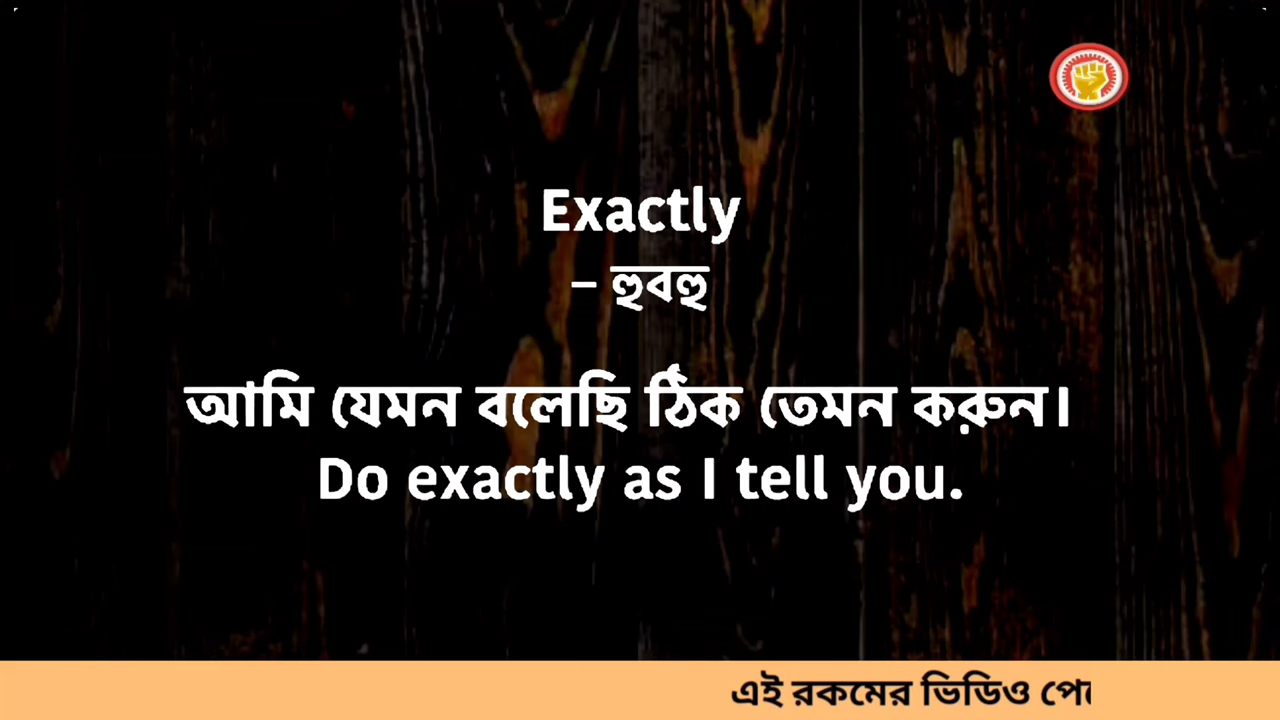 Exactly
– হুবহু
আমি যেমন বলেছি ঠিক তেমন করুন।
Do exactly as I tell you.
এই রকমের ভিডিও